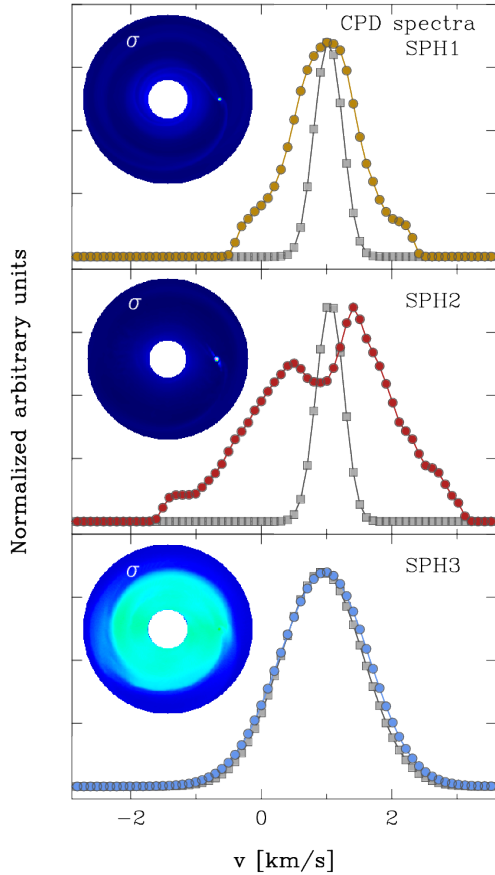 CPD spectra
SPH1
σ
SPH2
σ
SPH3
σ
Normalized arbitrary units
−2
0
2
v [km/s]